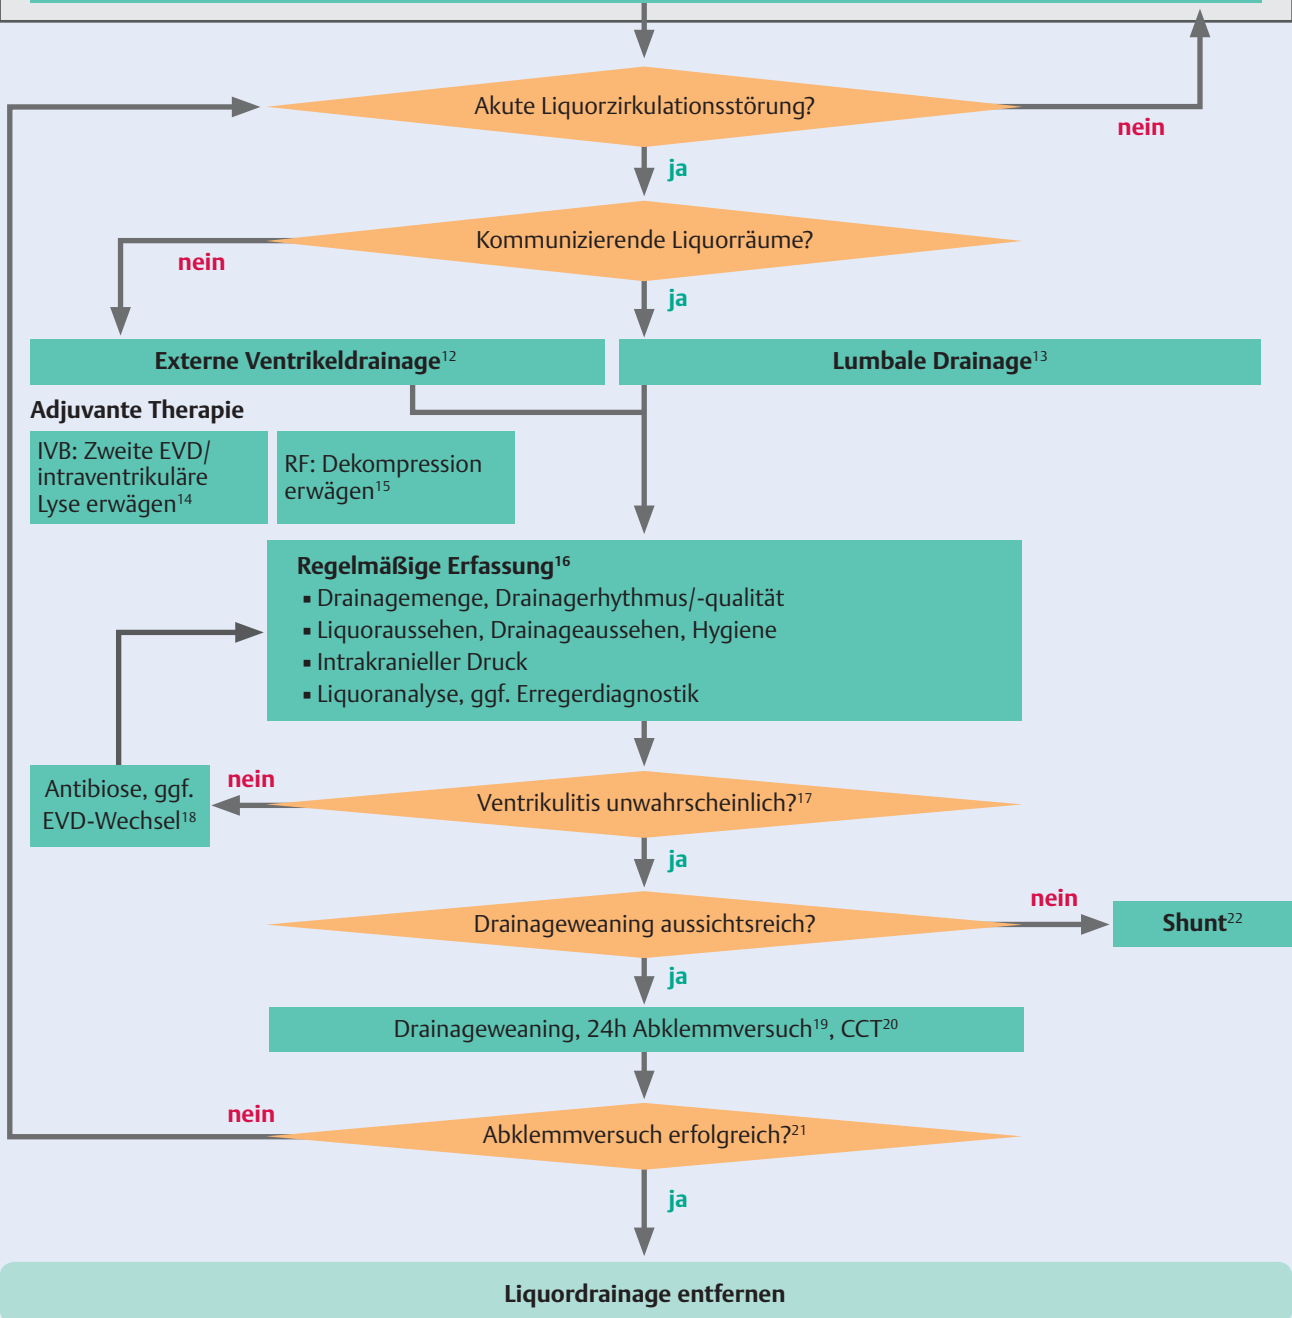 Akute Liquorzirkulationsstörung?
nein
ja
Kommunizierende Liquorräume?
nein
ja
Externe Ventrikeldrainage¹²
Lumbale Drainage¹³
Adjuvante Therapie
IVB: Zweite EVD/
intraventrikuläre
Lyse erwägen¹⁴
RF: Dekompression
erwägen¹⁵
Regelmäßige Erfassung¹⁶
▪ Drainagemenge, Drainagerhythmus/-qualität
▪ Liquoraussehen, Drainageaussehen, Hygiene
▪ Intrakranieller Druck
▪ Liquoranalyse, ggf. Erregerdiagnostik
Antibiose, ggf.
EVD-Wechsel¹⁸
nein
Ventrikulitis unwahrscheinlich?¹⁷
ja
Drainageweaning aussichtsreich?
nein
Shunt²²
ja
Drainageweaning, 24h Abklemmversuch¹⁹, CCT²⁰
nein
Abklemmversuch erfolgreich?²¹
ja
Liquordrainage entfernen